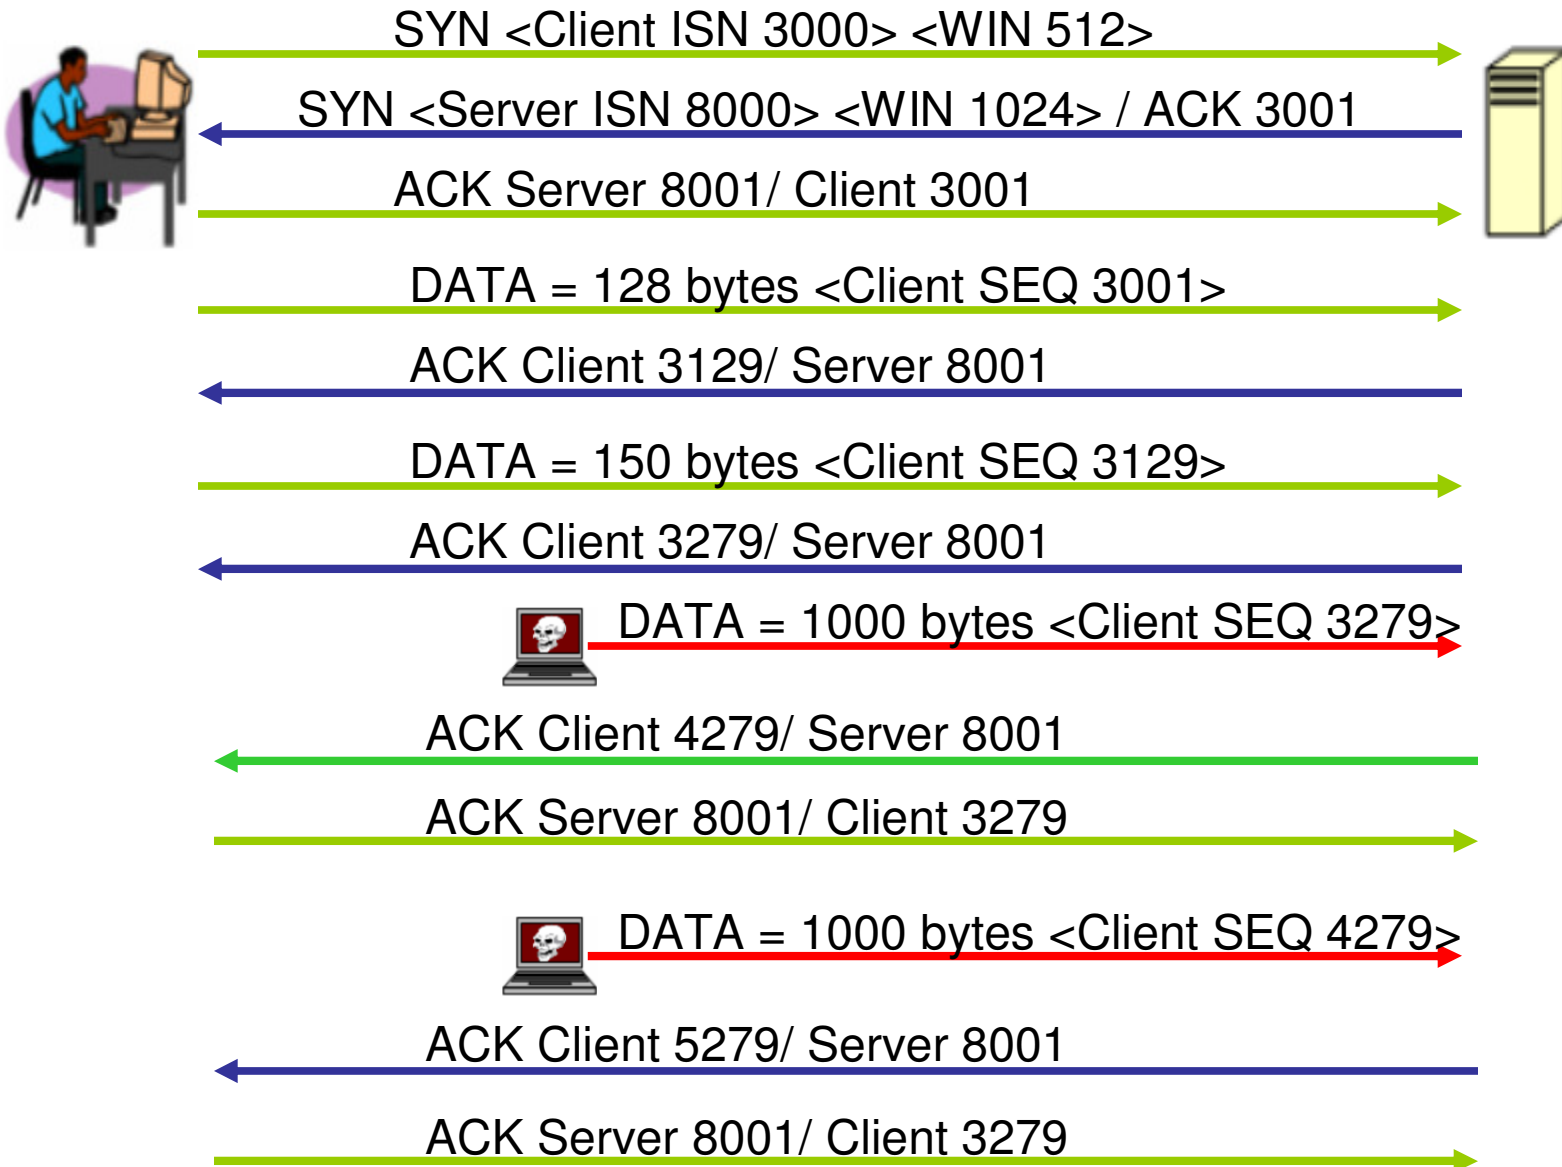 SYN <Client ISN 3000> <WIN 512>
SYN <Server ISN 8000> <WIN 1024> / ACK 3001
ACK Server 8001/ Client 3001
DATA = 128 bytes <Client SEQ 3001>
ACK Client 3129/ Server 8001
DATA = 150 bytes <Client SEQ 3129>
ACK Client 3279/ Server 8001
DATA = 1000 bytes <Client SEQ 3279>
ACK Client 4279/ Server 8001
ACK Server 8001/ Client 3279
DATA = 1000 bytes <Client SEQ 4279>
ACK Client 5279/ Server 8001
ACK Server 8001/ Client 3279